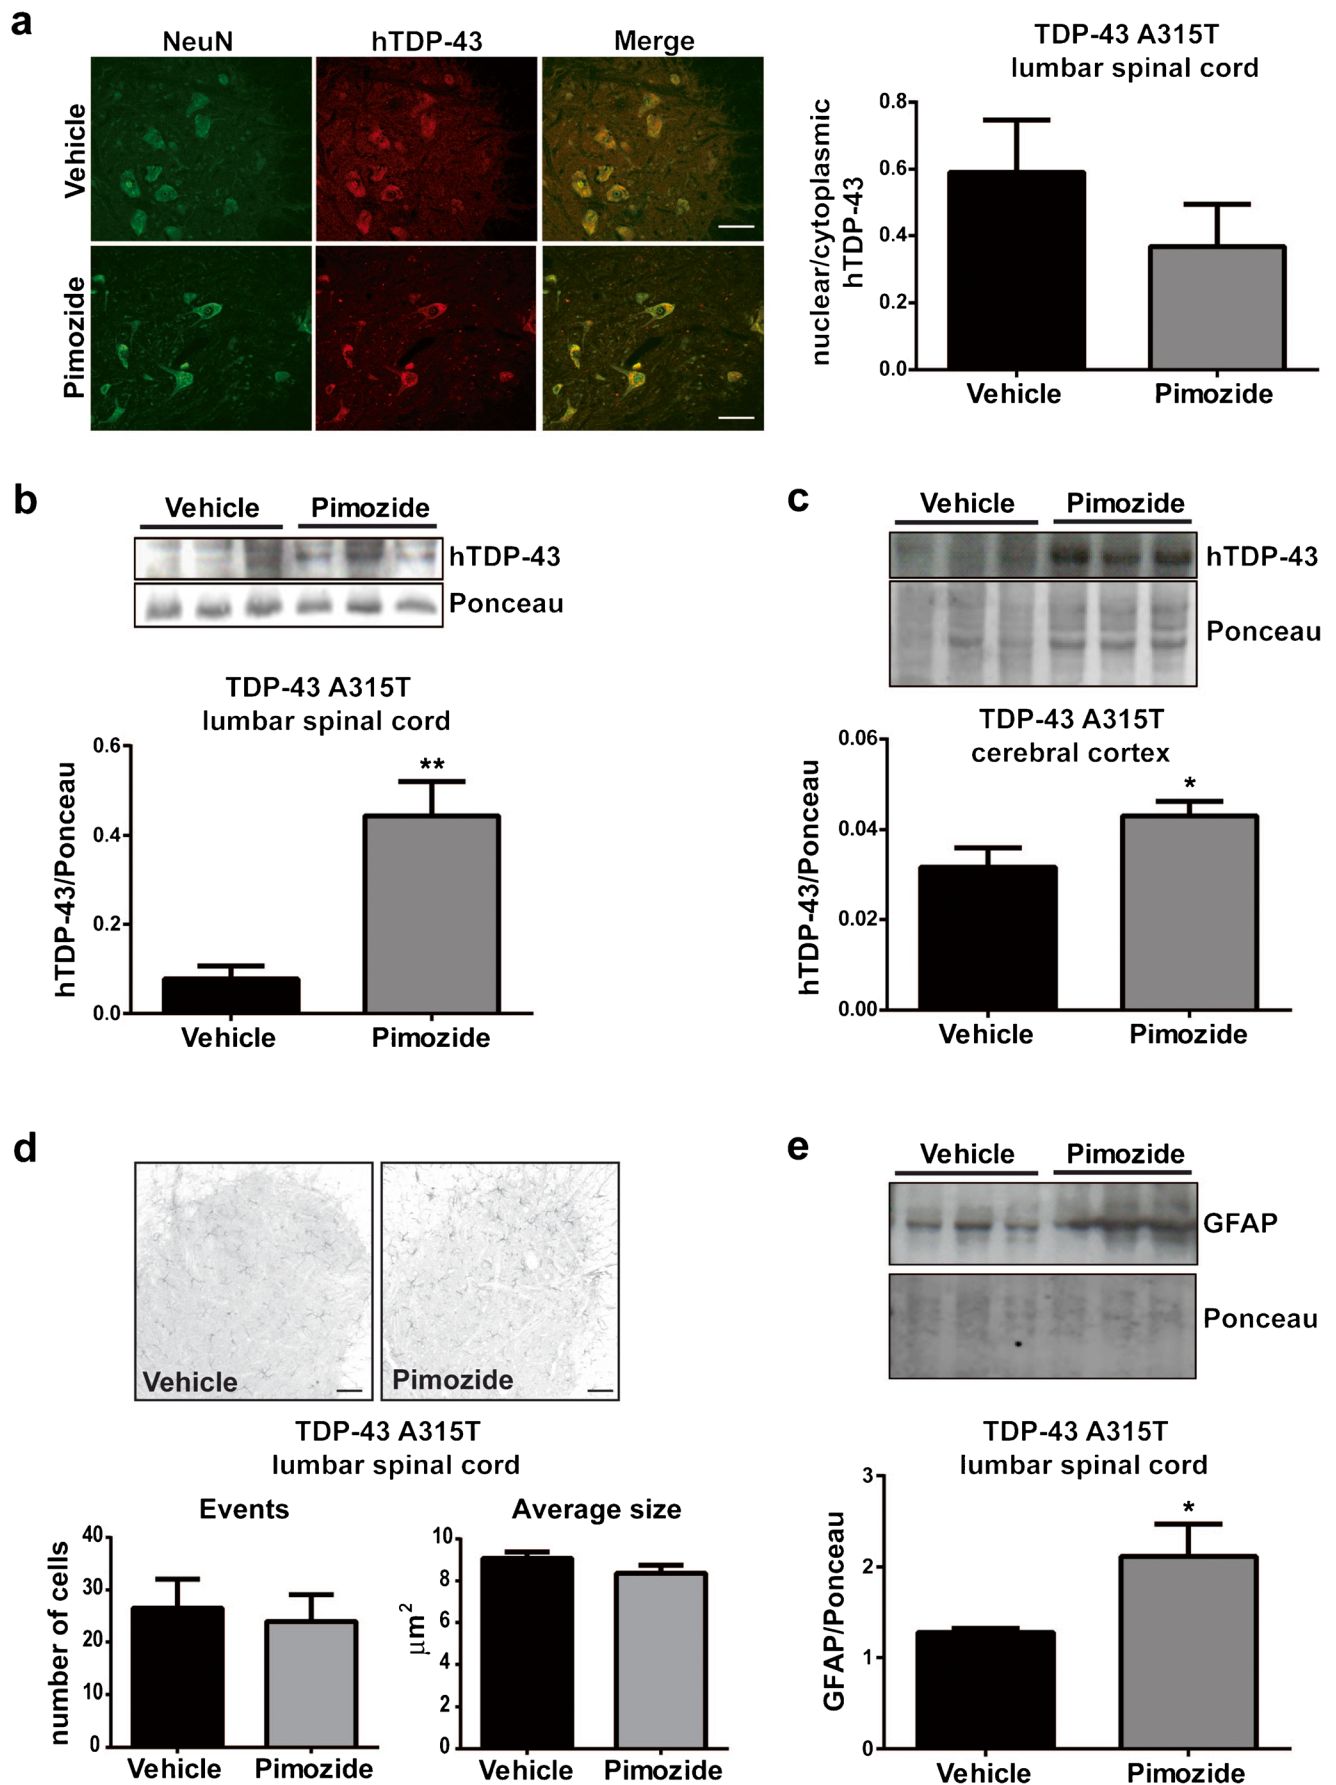 a
NeuN hTDP-43 Merge
Vehicle
Pimozide
TDP-43 A315T
lumbar spinal cord
nuclear/cytoplasmic
hTDP-43
0.8
0.6
0.4
0.2
0.0
Vehicle Pimozide
b
Vehicle Pimozide
hTDP-43
Ponceau
TDP-43 A315T
lumbar spinal cord
hTDP-43/Ponceau
0.6
0.4
0.2
0.0
**
Vehicle Pimozide
c
Vehicle Pimozide
hTDP-43
Ponceau
TDP-43 A315T
cerebral cortex
hTDP-43/Ponceau
0.06
0.04
0.02
0.00
*
Vehicle Pimozide
d
Vehicle Pimozide
TDP-43 A315T
lumbar spinal cord
Events
number of cells
40
30
20
10
0
Vehicle Pimozide
Average size
μm2
10
8
6
4
2
0
Vehicle Pimozide
e
Vehicle Pimozide
GFAP
Ponceau
TDP-43 A315T
lumbar spinal cord
GFAP/Ponceau
3
2
1
0
*
Vehicle Pimozide